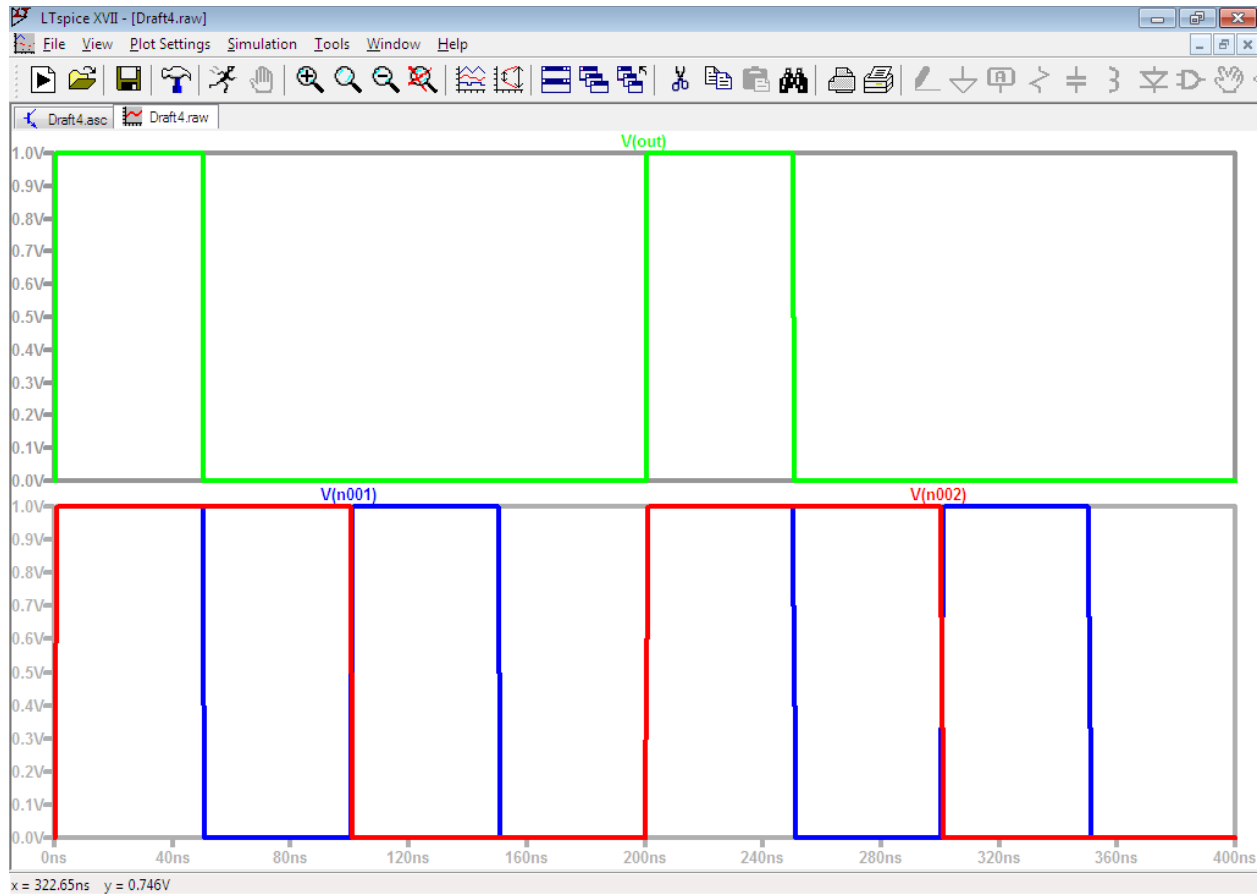 LTspice XVII - [Draft4.raw]
File View Plot Settings Simulation Tools Window Help
Draft4.asc Draft4.raw
V(out)
1.0V
0.9V
0.8V
0.7V
0.6V
0.5V
0.4V
0.3V
0.2V
0.1V
0.0V
V(n001) V(n002)
1.0V
0.9V
0.8V
0.7V
0.6V
0.5V
0.4V
0.3V
0.2V
0.1V
0.0V
0ns 40ns 80ns 120ns 160ns 200ns 240ns 280ns 320ns 360ns 400ns
x = 322.65ns y = 0.746V